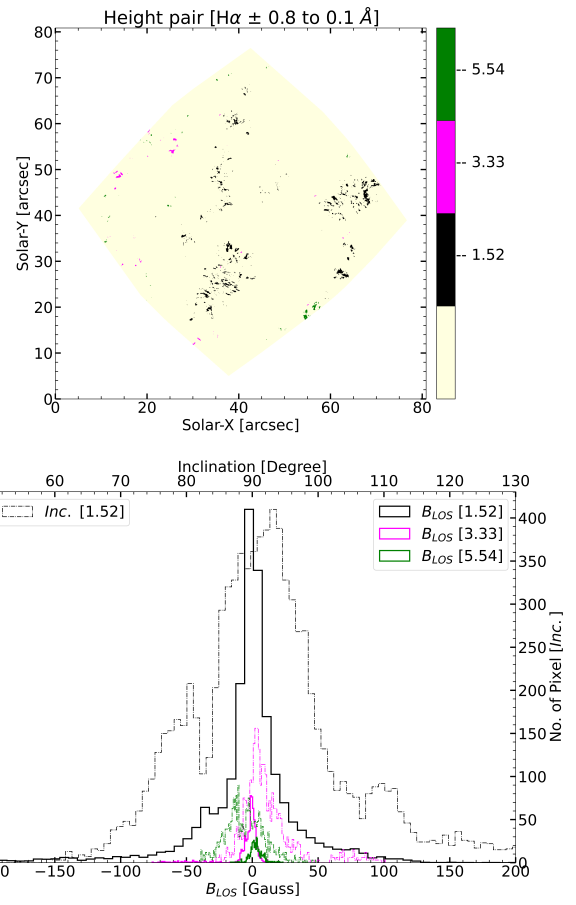 Height pair [Hα ± 0.8 to 0.1 Å]
80
70
60
50
40
30
20
10
0
Solar-Y [arcsec]
0 20 40 60 80
Solar-X [arcsec]
-- 5.54
-- 3.33
-- 1.52
Inclination [Degree]
60 70 80 90 100 110 120 130
Inc. [1.52]
B_LOS [1.52]
B_LOS [3.33]
B_LOS [5.54]
400
350
300
250
200
150
100
50
0
No. of Pixel [Inc.]
0 −150 −100 −50 0 50 100 150 200
B_LOS [Gauss]